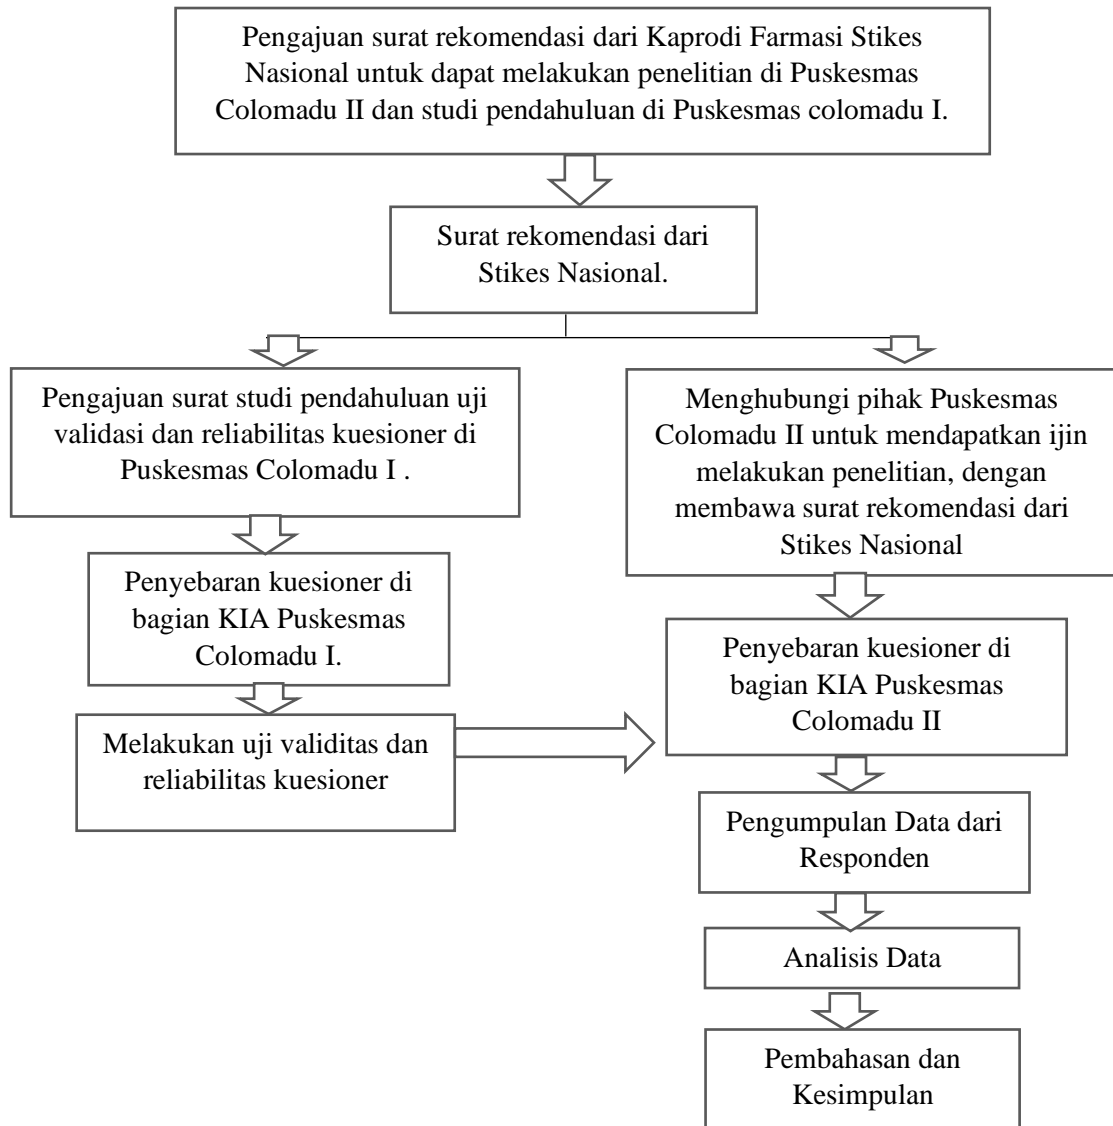 Pengajuan surat rekomendasi dari Kaprodi Farmasi Stikes
Nasional untuk dapat melakukan penelitian di Puskesmas
Colomadu II dan studi pendahuluan di Puskesmas colomadu I.
Surat rekomendasi dari
Stikes Nasional.
Pengajuan surat studi pendahuluan uji
validasi dan reliabilitas kuesioner di
Puskesmas Colomadu I .
Menghubungi pihak Puskesmas
Colomadu II untuk mendapatkan ijin
melakukan penelitian, dengan
membawa surat rekomendasi dari
Stikes Nasional
Penyebaran kuesioner di
bagian KIA Puskesmas
Colomadu I.
Penyebaran kuesioner di
bagian KIA Puskesmas
Colomadu II
Melakukan uji validitas dan
reliabilitas kuesioner
Pengumpulan Data dari
Responden
Analisis Data
Pembahasan dan
Kesimpulan